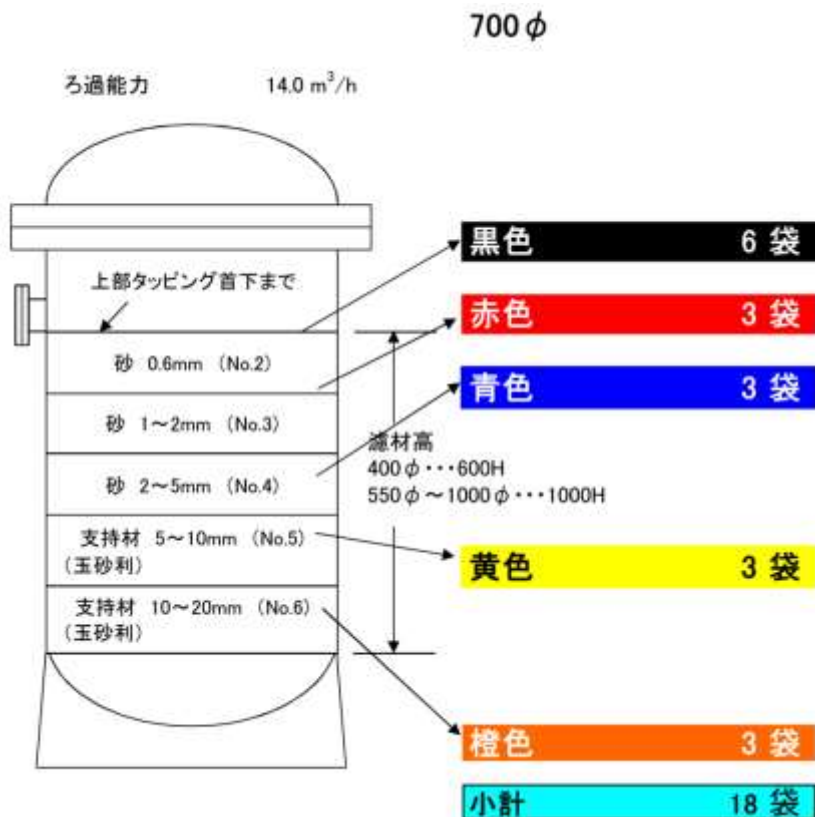 700φ
ろ過能力 14.0 m³/h
黒色 6 袋
上部タッピング首下まで
赤色 3 袋
砂 0.6mm （No.2）
青色 3 袋
砂 1～2mm （No.3）
濾材高
400φ・・・600H
550φ～1000φ・・・1000H
砂 2～5mm （No.4）
支持材 5～10mm （No.5）
（玉砂利）
黄色 3 袋
支持材 10～20mm （No.6）
（玉砂利）
橙色 3 袋
小計 18 袋